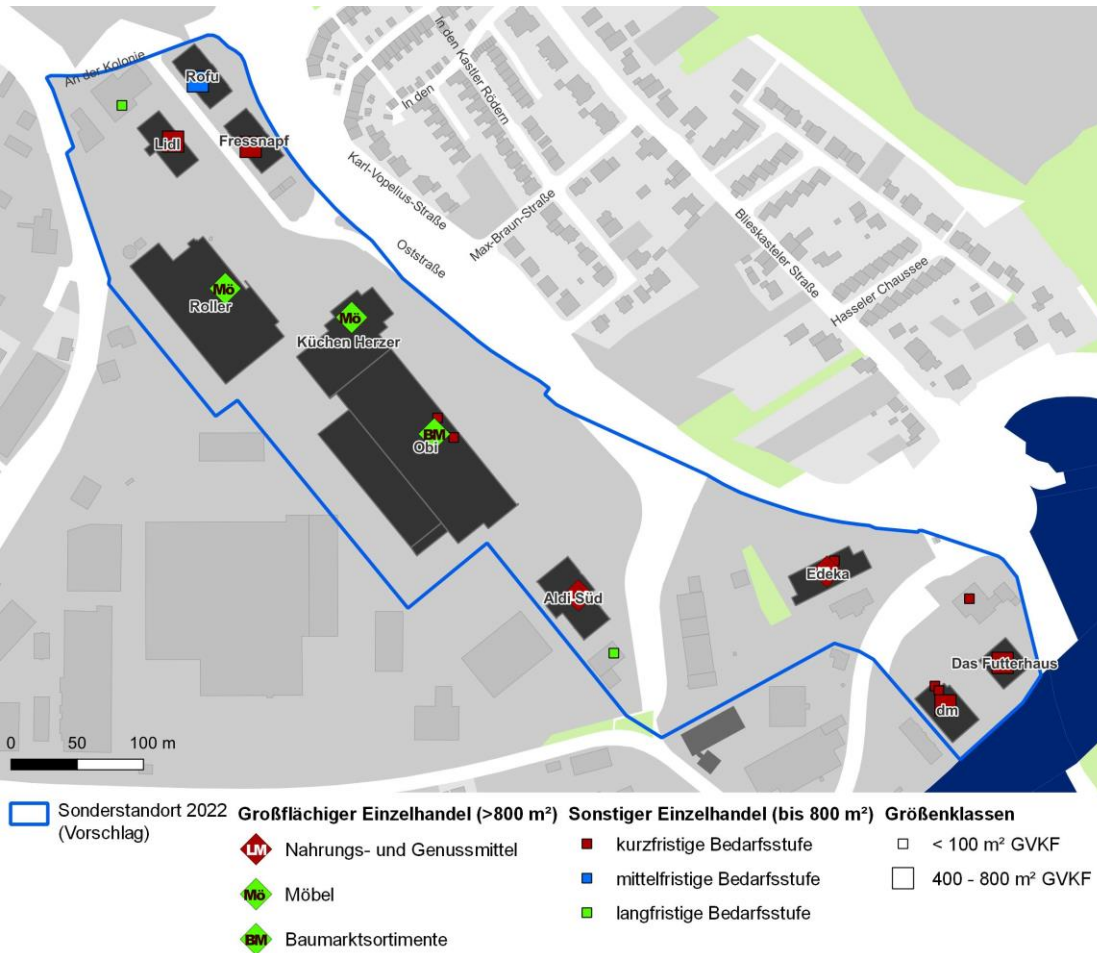 An der Kolonie
Rofu
Lidl
Fressnapf
In den Kastler Rödern
In den
Karl-Vopelius-Straße
Max-Braun-Straße
Oststraße
Blieskasteler Straße
Hasseler Chaussee
Mö
Roller
Mö
Küchen Herzer
BM
Obi
Aldi Süd
Edeka
Das Futterhaus
dm
0 50 100 m
Sonderstandort 2022
(Vorschlag)
Großflächiger Einzelhandel (>800 m²)
LM Nahrungs- und Genussmittel
Mö Möbel
BM Baumarktsortimente
Sonstiger Einzelhandel (bis 800 m²)
kurzfristige Bedarfsstufe
mittelfristige Bedarfsstufe
langfristige Bedarfsstufe
Größenklassen
< 100 m² GVKF
400 - 800 m² GVKF